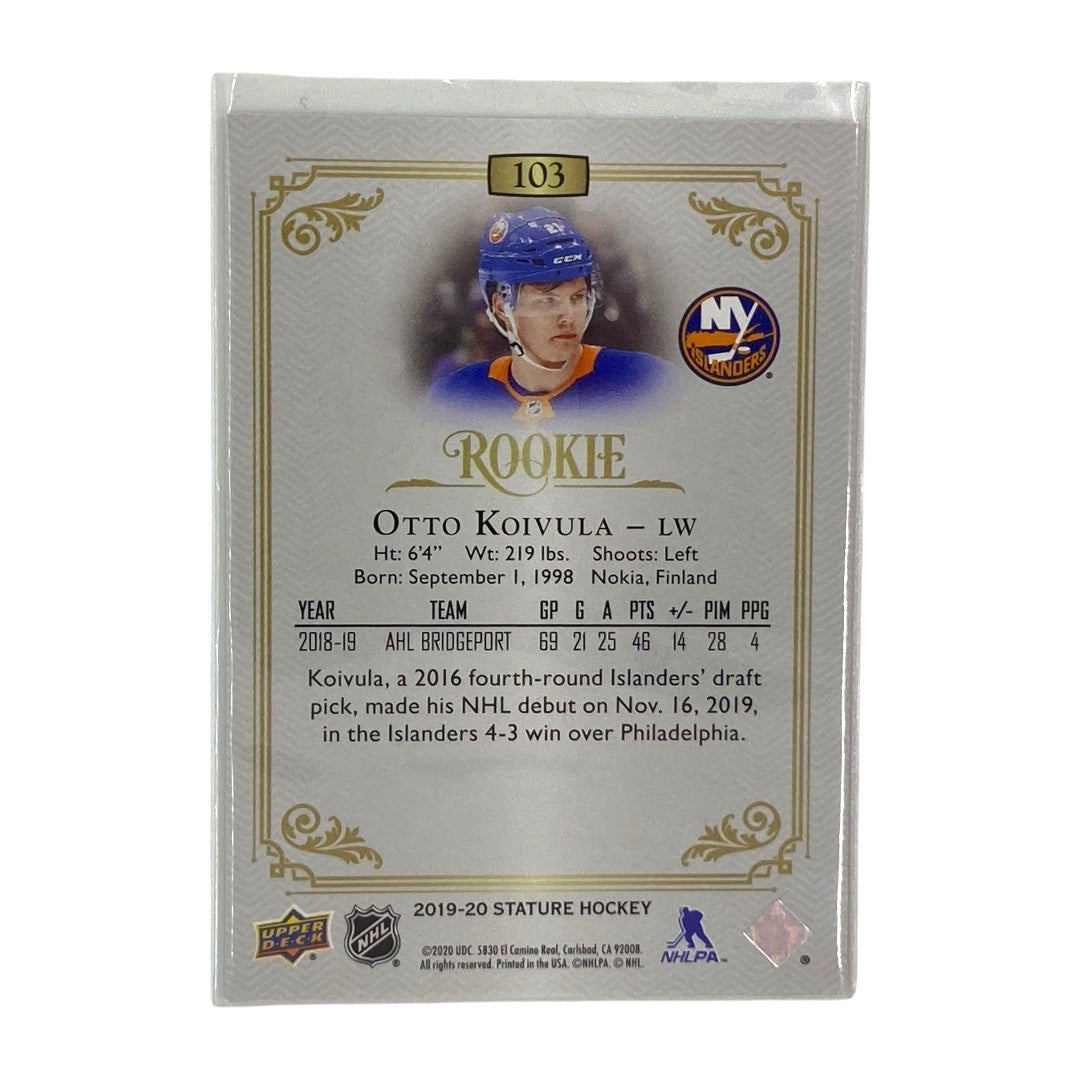 103
CCM
NY
ISLANDERS
®
ROOKIE
OTTO KOIVULA – LW
Ht: 6'4” Wt: 219 lbs. Shoots: Left
Born: September 1, 1998 Nokia, Finland
YEAR TEAM GP G A PTS +/- PIM PPG
2018-19 AHL BRIDGEPORT 69 21 25 46 14 28 4
Koivula, a 2016 fourth-round Islanders’ draft
pick, made his NHL debut on Nov. 16, 2019,
in the Islanders 4-3 win over Philadelphia.
2019-20 STATURE HOCKEY
UPPER
DECK
®
NHL
®
©2020 UDC. 5830 El Camino Real, Carlsbad, CA 92008.
All rights reserved. Printed in the USA. ©NHLPA. © NHL.
NHLPA™
®